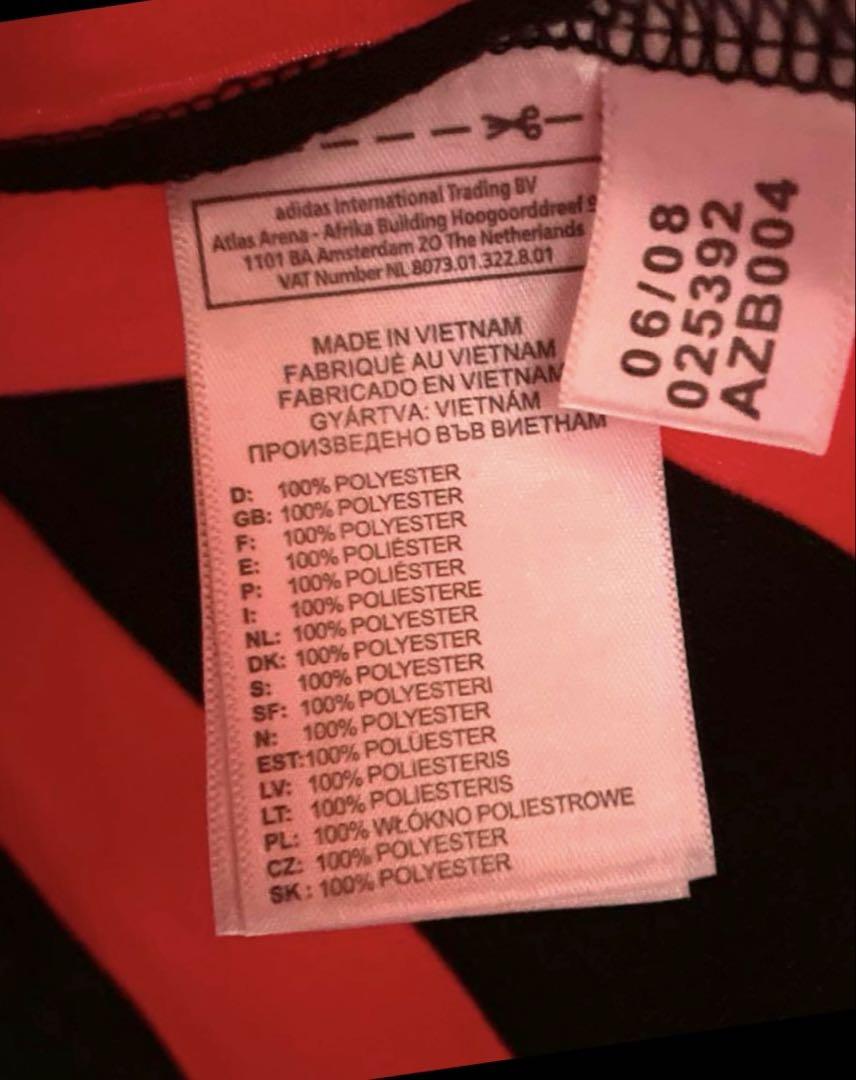 adidas International Trading BV
Atlas Arena - Afrika Building Hoogoorddreef
1101 BA Amsterdam ZO The Netherlands
VAT Number NL 8073.01.322.8.01
MADE IN VIETNAM
FABRIQUÉ AU VIETNAM
FABRICADO EN VIETNAM
GYÁRTVA: VIETNÁM
ПРОИЗВЕДЕНО ВЪВ ВИЕТНАМ
D: 100% POLYESTER
GB: 100% POLYESTER
F: 100% POLYESTER
E: 100% POLIÉSTER
P: 100% POLIÉSTER
I: 100% POLIESTERE
NL: 100% POLYESTER
DK: 100% POLYESTER
S: 100% POLYESTER
SF: 100% POLYESTERI
N: 100% POLYESTER
EST: 100% POLÜESTER
LV: 100% POLIESTERIS
LT: 100% POLIESTERIS
PL: 100% WŁÓKNO POLIESTROWE
CZ: 100% POLYESTER
SK : 100% POLYESTER
06/08
025392
AZB004